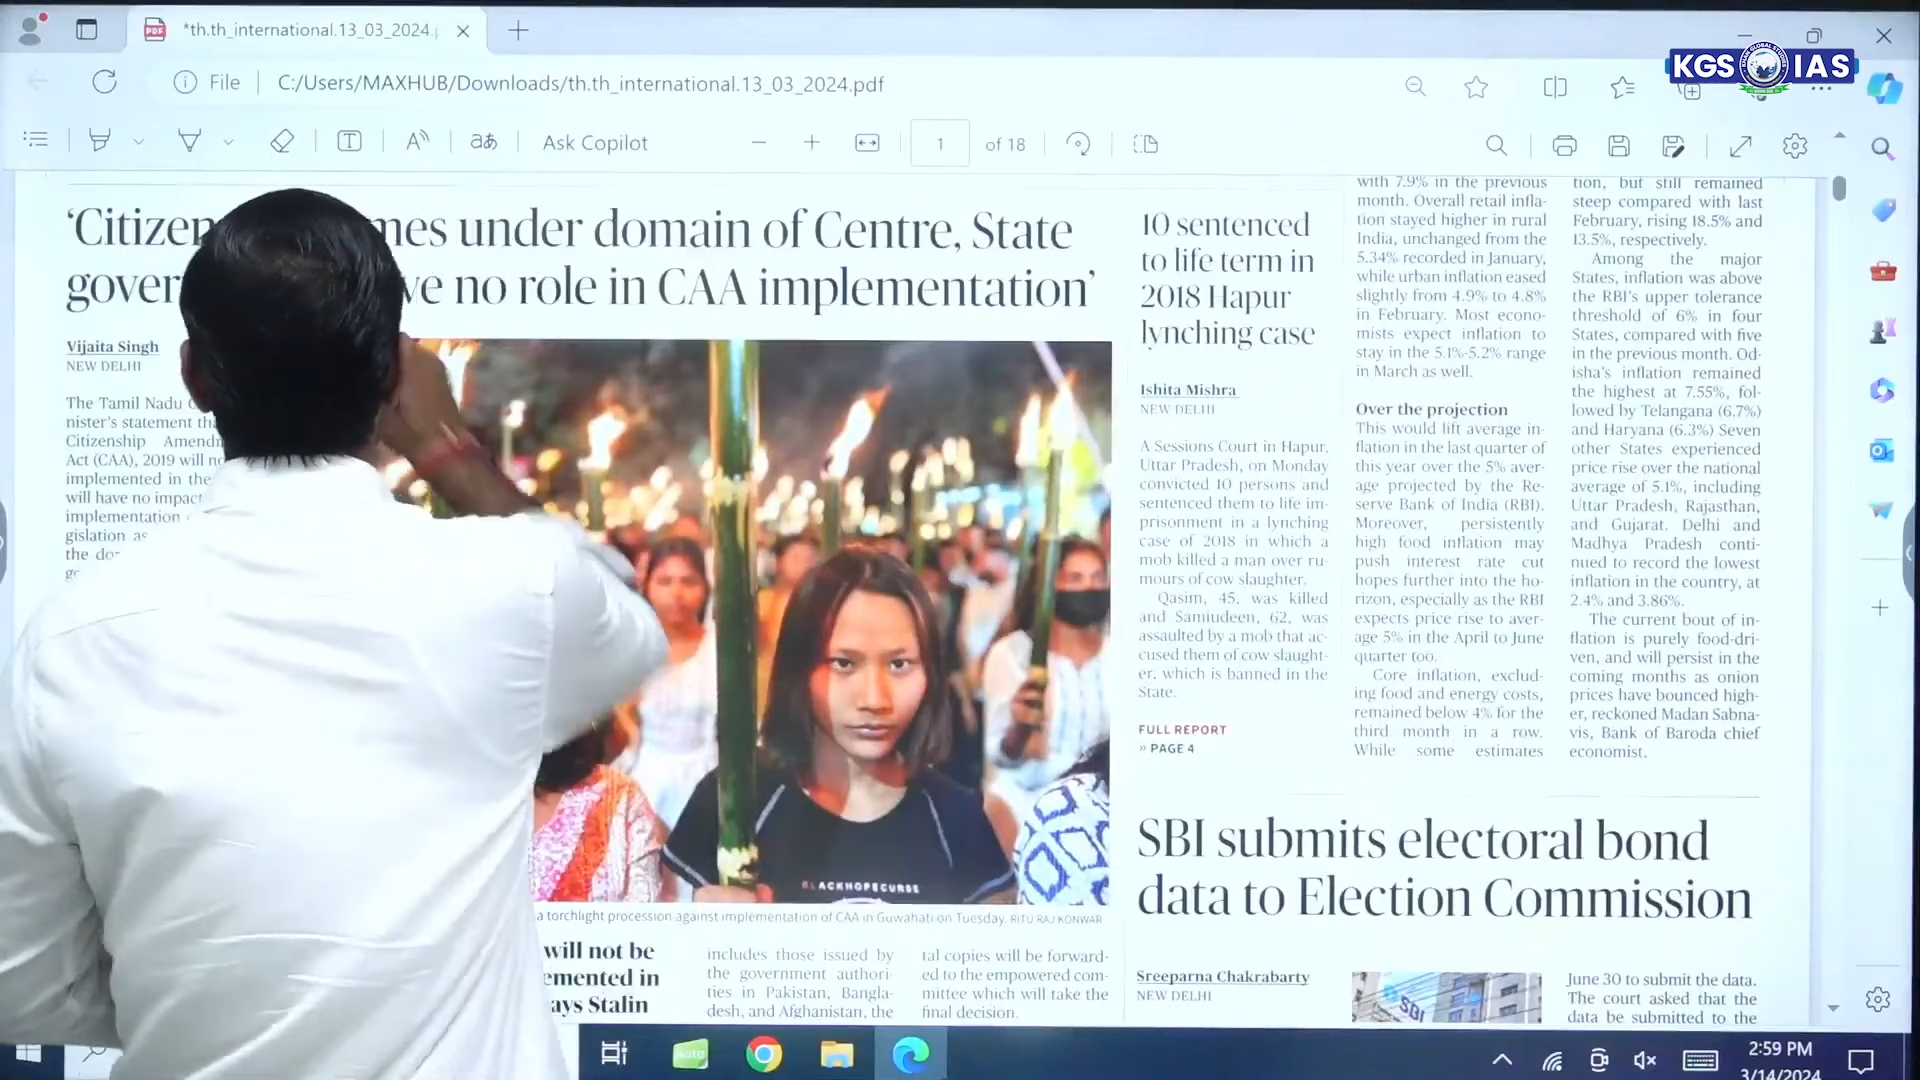 *th.th_international.13_03_2024.
KGS IAS
File
C:/Users/MAXHUB/Downloads/th.th_international.13_03_2024.pdf
Ask Copilot
1 of 18
‘Citizen mes under domain of Centre, State
gover ve no role in CAA implementation’
Vijaita Singh
NEW DELHI
The Tamil Nadu
nister’s statement
Citizenship Amend
Act (CAA), 2019 will
implemented in the
will have no impact
implementation
gislation as
the
BLACKHOPECURSE
a torchlight procession against implementation of CAA in Guwahati on Tuesday. RITU RAJ KONWAR
will not be
emented in
ays Stalin
includes those issued by
the government authori-
ties in Pakistan, Bangla-
desh, and Afghanistan, the
tal copies will be forward-
ed to the empowered com-
mittee which will take the
final decision.
10 sentenced
to life term in
2018 Hapur
lynching case
Ishita Mishra
NEW DELHI
A Sessions Court in Hapur,
Uttar Pradesh, on Monday
convicted 10 persons and
sentenced them to life im-
prisonment in a lynching
case of 2018 in which a
mob killed a man over ru-
mours of cow slaughter.
Qasim, 45, was killed
and Samiudeen, 62, was
assaulted by a mob that ac-
cused them of cow slaught-
er, which is banned in the
State.
FULL REPORT
» PAGE 4
with 7.9% in the previous
month. Overall retail infla-
tion stayed higher in rural
India, unchanged from the
5.34% recorded in January,
while urban inflation eased
slightly from 4.9% to 4.8%
in February. Most econo-
mists expect inflation to
stay in the 5.1%-5.2% range
in March as well.
Over the projection
This would lift average in-
flation in the last quarter of
this year over the 5% aver-
age projected by the Re-
serve Bank of India (RBI).
Moreover, persistently
high food inflation may
push interest rate cut
hopes further into the ho-
rizon, especially as the RBI
expects price rise to aver-
age 5% in the April to June
quarter too.
Core inflation, exclud-
ing food and energy costs,
remained below 4% for the
third month in a row.
While some estimates
tion, but still remained
steep compared with last
February, rising 18.5% and
13.5%, respectively.
Among the major
States, inflation was above
the RBI’s upper tolerance
threshold of 6% in four
States, compared with five
in the previous month. Od-
isha’s inflation remained
the highest at 7.55%, fol-
lowed by Telangana (6.7%)
and Haryana (6.3%) Seven
other States experienced
price rise over the national
average of 5.1%, including
Uttar Pradesh, Rajasthan,
and Gujarat. Delhi and
Madhya Pradesh conti-
nued to record the lowest
inflation in the country, at
2.4% and 3.86%.
The current bout of in-
flation is purely food-dri-
ven, and will persist in the
coming months as onion
prices have bounced high-
er, reckoned Madan Sabna-
vis, Bank of Baroda chief
economist.
SBI submits electoral bond
data to Election Commission
Sreeparna Chakrabarty
NEW DELHI
SBI
June 30 to submit the data.
The court asked that the
data be submitted to the
2:59 PM
3/14/2024